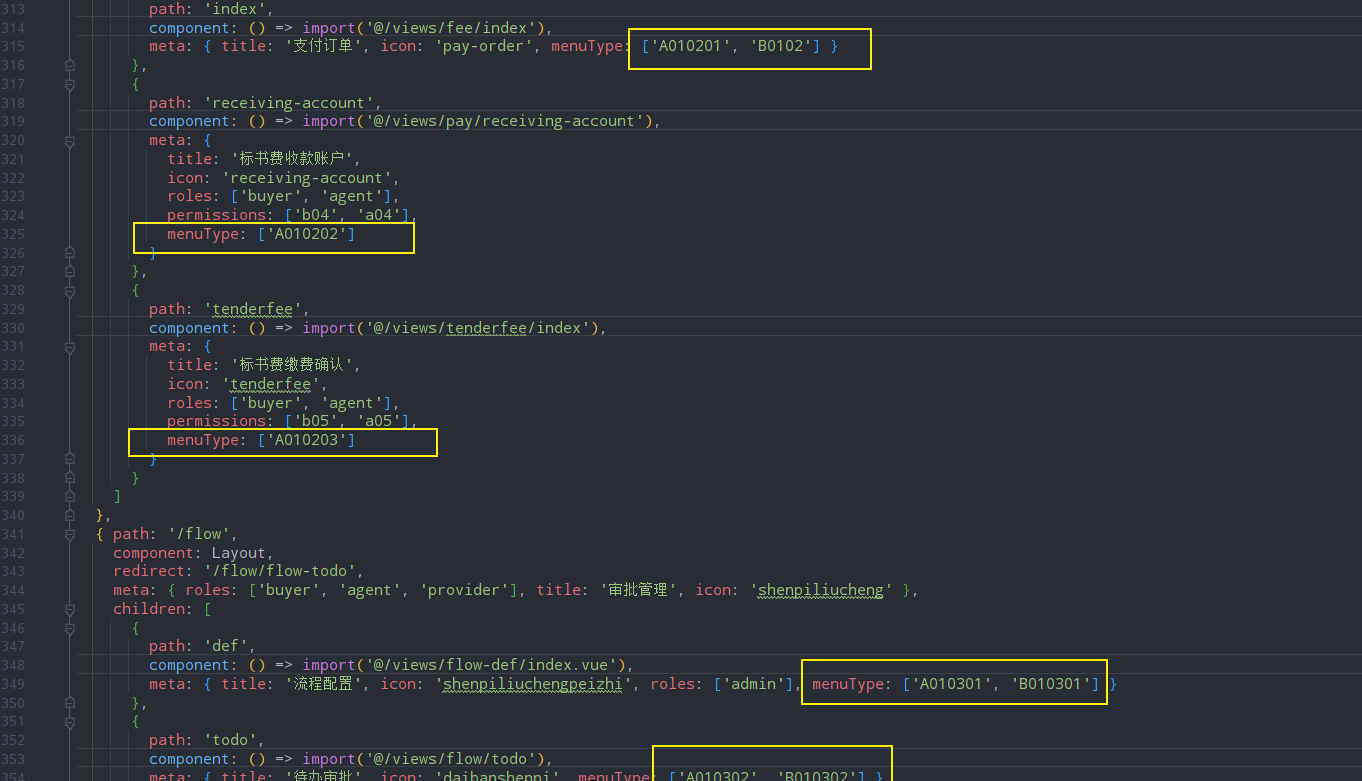 313 path: 'index',
314 component: () => import('@/views/fee/index'),
315 meta: { title: '支付订单', icon: 'pay-order', menuType: ['A010201', 'B0102'] }
316 },
317 {
318 path: 'receiving-account',
319 component: () => import('@/views/pay/receiving-account'),
320 meta: {
321 title: '标书费收款账户',
322 icon: 'receiving-account',
323 roles: ['buyer', 'agent'],
324 permissions: ['b04', 'a04'],
325 menuType: ['A010202']
326 }
327 },
328 {
329 path: 'tenderfee',
330 component: () => import('@/views/tenderfee/index'),
331 meta: {
332 title: '标书费缴费确认',
333 icon: 'tenderfee',
334 roles: ['buyer', 'agent'],
335 permissions: ['b05', 'a05'],
336 menuType: ['A010203']
337 }
338 }
339 ]
340 },
341 { path: '/flow',
342 component: Layout,
343 redirect: '/flow/flow-todo',
344 meta: { roles: ['buyer', 'agent', 'provider'], title: '审批管理', icon: 'shenpiliucheng' },
345 children: [
346 {
347 path: 'def',
348 component: () => import('@/views/flow-def/index.vue'),
349 meta: { title: '流程配置', icon: 'shenpiliuchengpeizhi', roles: ['admin'], menuType: ['A010301', 'B010301'] }
350 },
351 {
352 path: 'todo',
353 component: () => import('@/views/flow/todo'),
354 meta: { title: '待办审批', icon: 'daibanshenpi', menuType: ['A010302', 'B010302'] }